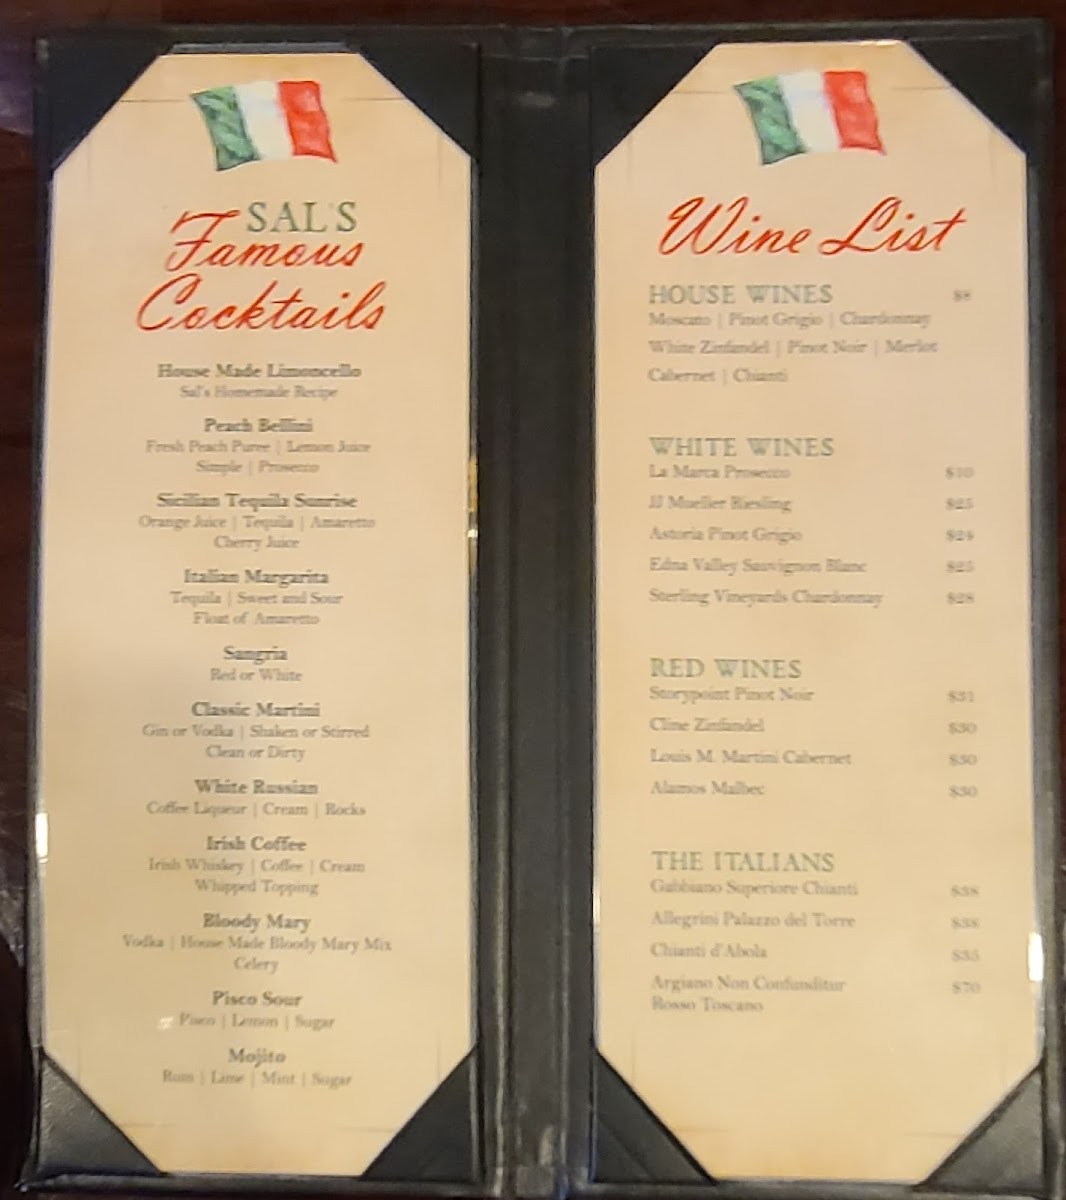 SAL'S
Famous
Cocktails
House Made Limoncello
Sal's Homemade Recipe
Peach Bellini
Fresh Peach Puree | Lemon Juice
Simple | Prosecco
Sicilian Tequila Sunrise
Orange Juice | Tequila | Amaretto
Cherry Juice
Italian Margarita
Tequila | Sweet and Sour
Float of Amaretto
Sangria
Red or White
Classic Martini
Gin or Vodka | Shaken or Stirred
Clean or Dirty
White Russian
Coffee Liqueur | Cream | Rocks
Irish Coffee
Irish Whiskey | Coffee | Cream
Whipped Topping
Bloody Mary
Vodka | House Made Bloody Mary Mix
Celery
Pisco Sour
Pisco | Lemon | Sugar
Mojito
Rum | Lime | Mint | Sugar
Wine List
HOUSE WINES $8
Moscato | Pinot Grigio | Chardonnay
White Zinfandel | Pinot Noir | Merlot
Cabernet | Chianti
WHITE WINES
La Marca Prosecco $10
JJ Mueller Riesling $25
Astoria Pinot Grigio
Edna Valley Sauvignon Blanc $25
Sterling Vineyards Chardonnay $28
RED WINES
Storypoint Pinot Noir $31
Cline Zinfandel $30
Louis M. Martini Cabernet $30
Alamos Malbec $30
THE ITALIANS
Gabbiano Superiore Chianti $38
Allegrini Palazzo del Torre $38
Chianti d'Abola $35
Argiano Non Confunditur $70
Rosso Toscano